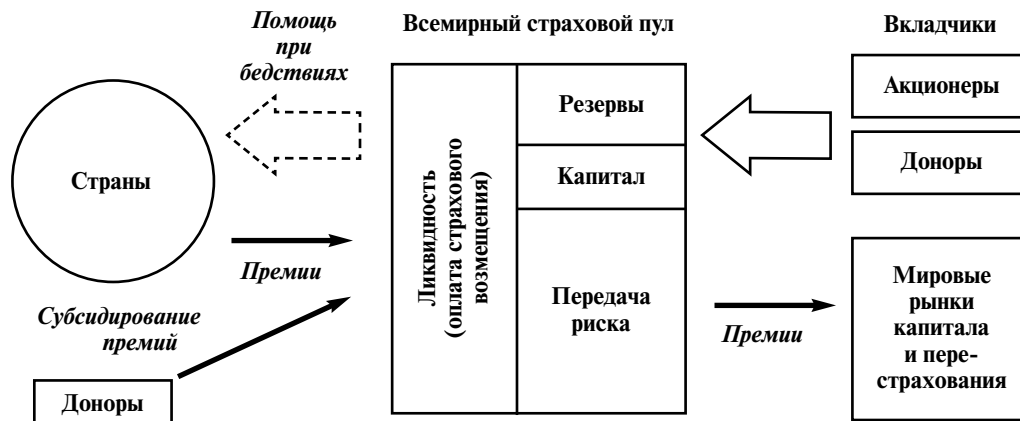 Помощь
при
бедствиях
Всемирный страховой пул
Вкладчики
Страны
Ликвидность
(оплата страхового
возмещения)
Резервы
Капитал
Передача
риска
Акционеры
Доноры
Премии
Субсидирование
премий
Доноры
Премии
Мировые
рынки
капитала
и пере-
страхования